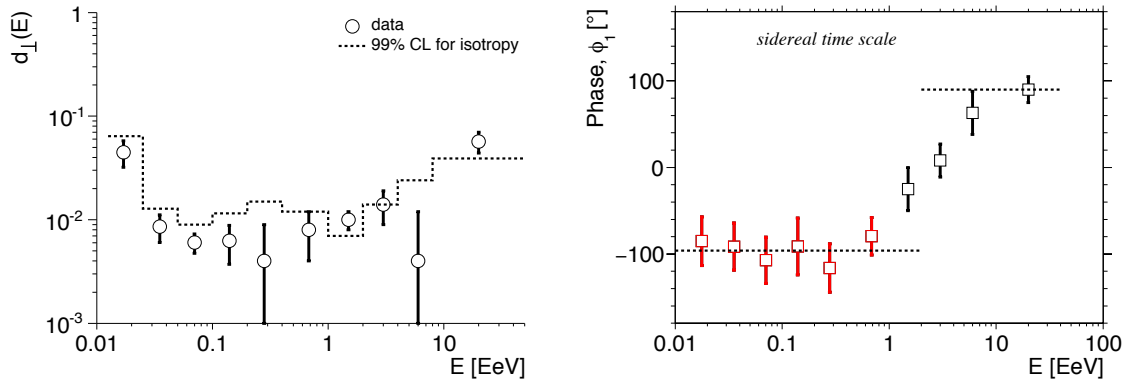 d⊥(E)
1
10⁻¹
10⁻²
10⁻³
data
99% CL for isotropy
0.01 0.1 1 10
E [EeV]
Phase, ϕ₁ [°]
sidereal time scale
100
0
−100
0.01 0.1 1 10 100
E [EeV]